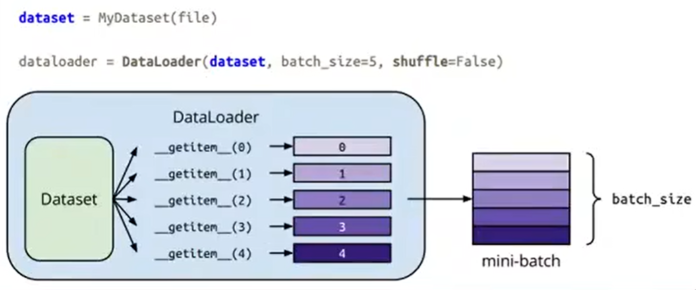 dataset = MyDataset(file)
dataloader = DataLoader(dataset, batch_size=5, shuffle=False)
DataLoader
Dataset
__getitem__(0)
0
__getitem__(1)
1
__getitem__(2)
2
__getitem__(3)
3
__getitem__(4)
4
batch_size
mini-batch